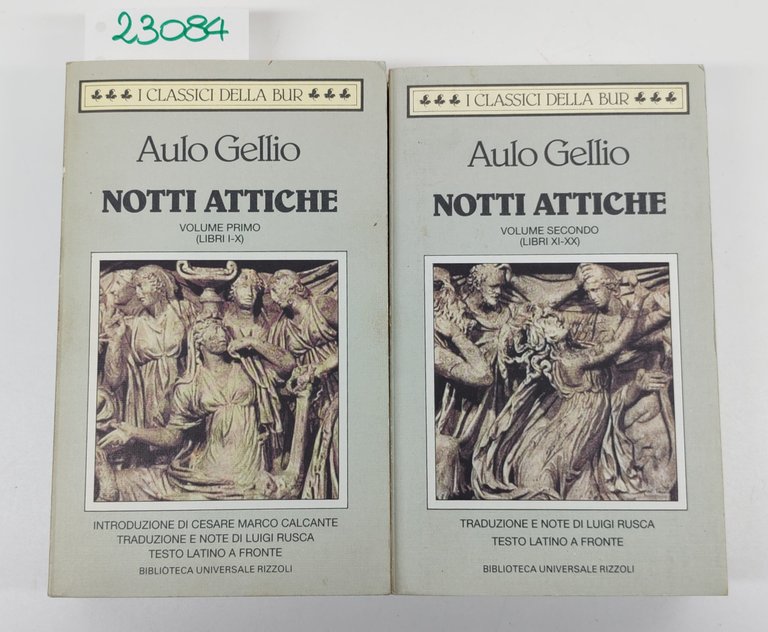 23084
I CLASSICI DELLA BUR
Aulo Gellio
NOTTI ATTICHE
VOLUME PRIMO
(LIBRI I-X)
INTRODUZIONE DI CESARE MARCO CALCANTE
TRADUZIONE E NOTE DI LUIGI RUSCA
TESTO LATINO A FRONTE
BIBLIOTECA UNIVERSALE RIZZOLI
I CLASSICI DELLA BUR
Aulo Gellio
NOTTI ATTICHE
VOLUME SECONDO
(LIBRI XI-XX)
TRADUZIONE E NOTE DI LUIGI RUSCA
TESTO LATINO A FRONTE
BIBLIOTECA UNIVERSALE RIZZOLI